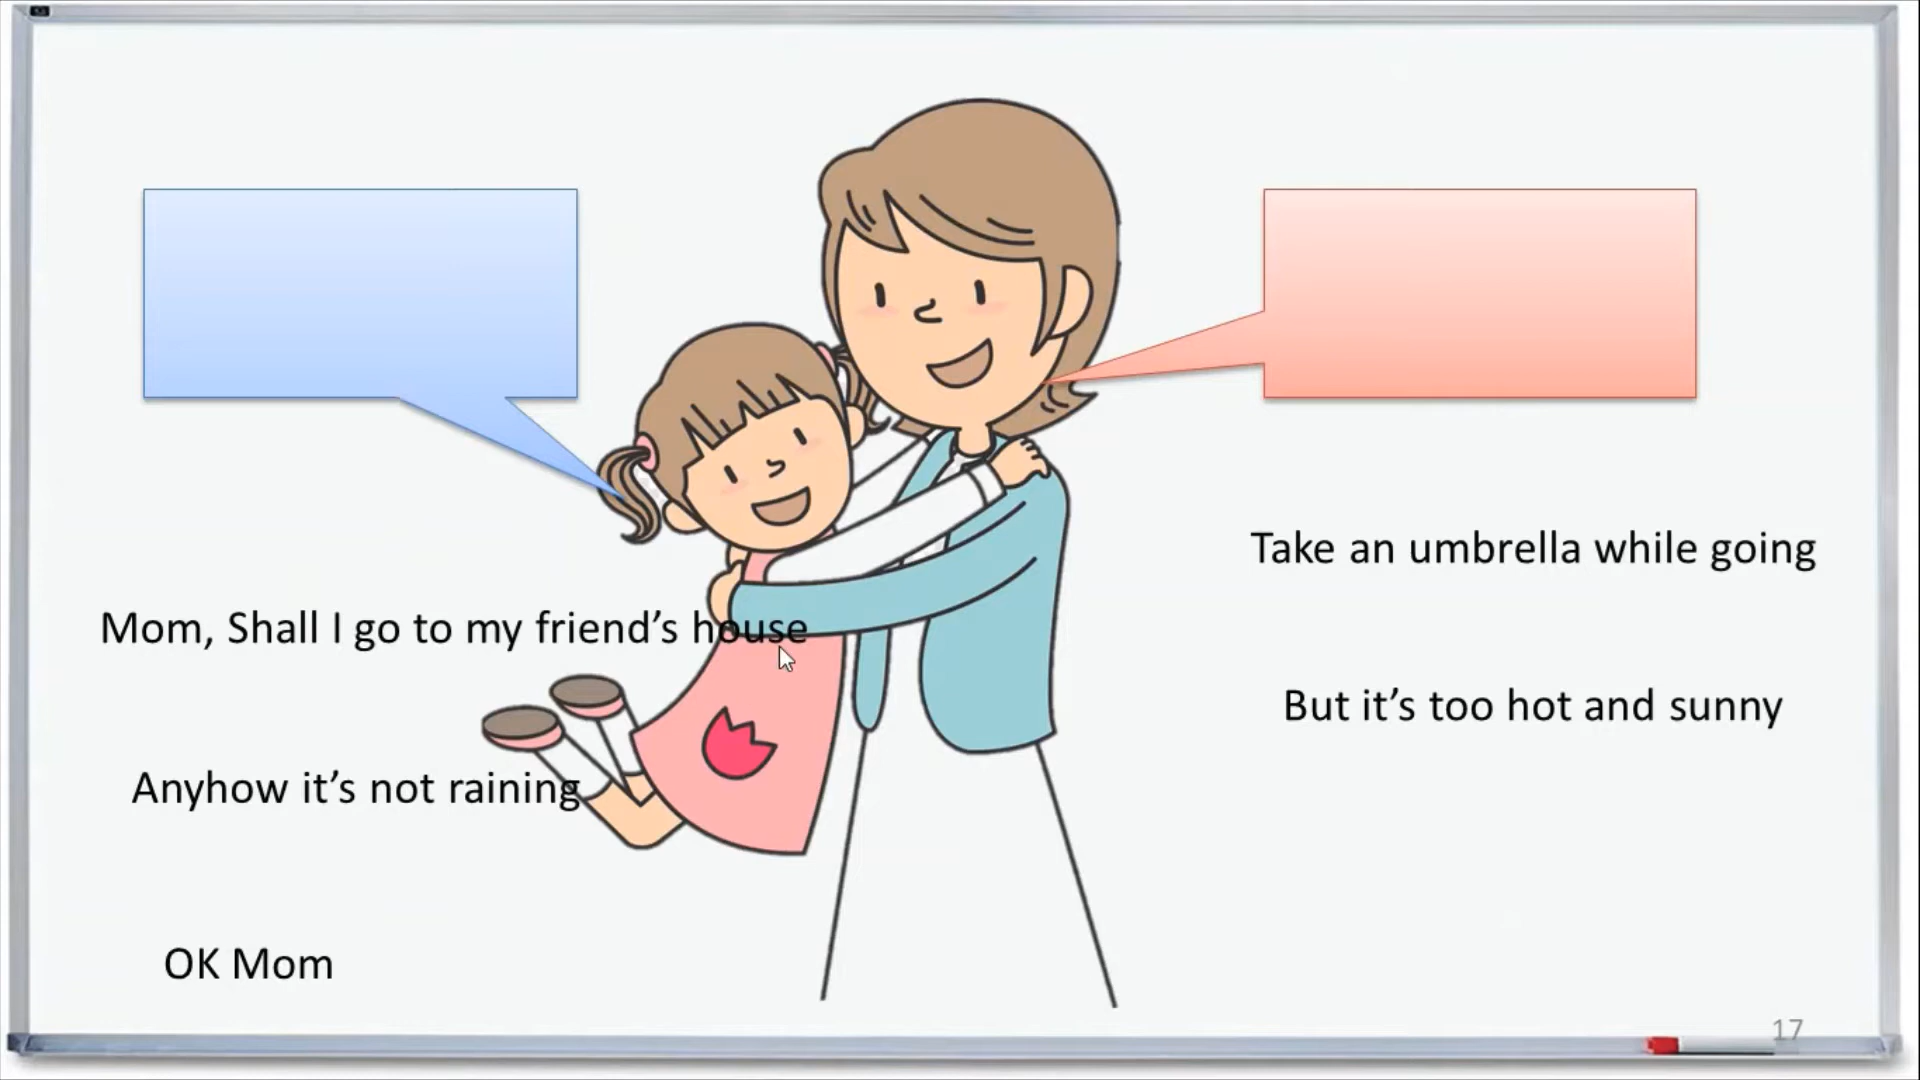 Take an umbrella while going
Mom, Shall I go to my friend’s house
But it’s too hot and sunny
Anyhow it’s not raining
OK Mom
17